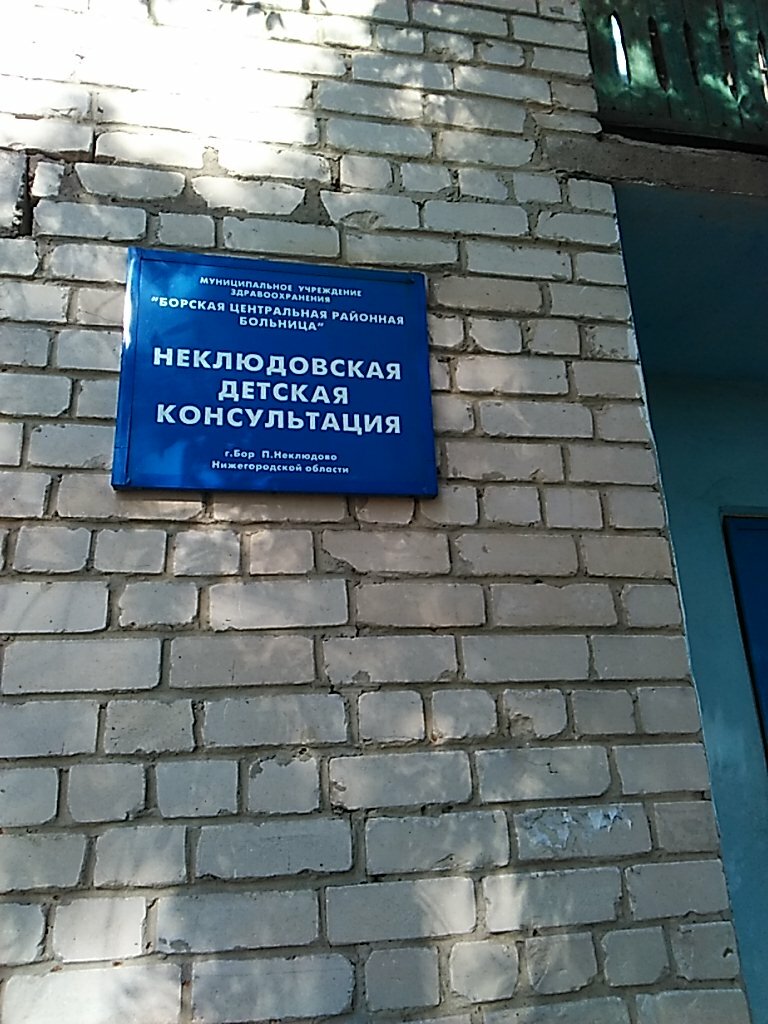 МУНИЦИПАЛЬНОЕ УЧРЕЖДЕНИЕ
ЗДРАВООХРАНЕНИЯ
"БОРСКАЯ ЦЕНТРАЛЬНАЯ РАЙОННАЯ
БОЛЬНИЦА"
НЕКЛЮДОВСКАЯ
ДЕТСКАЯ
КОНСУЛЬТАЦИЯ
г.Бор П.Неклюдово
Нижегородской области